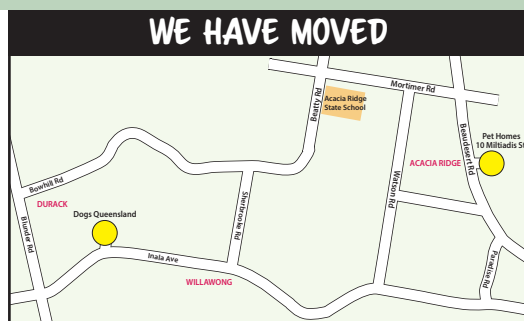 WE HAVE MOVED
Mortimer Rd
Beatty Rd
Acacia Ridge
State School
Beaudesert Rd
Pet Homes
10 Miltiadis St
ACACIA RIDGE
Watson Rd
Bowhill Rd
DURACK
Sherbrooke Rd
Dogs Queensland
Blunder Rd
Inala Ave
Paradise Rd
WILLAWONG